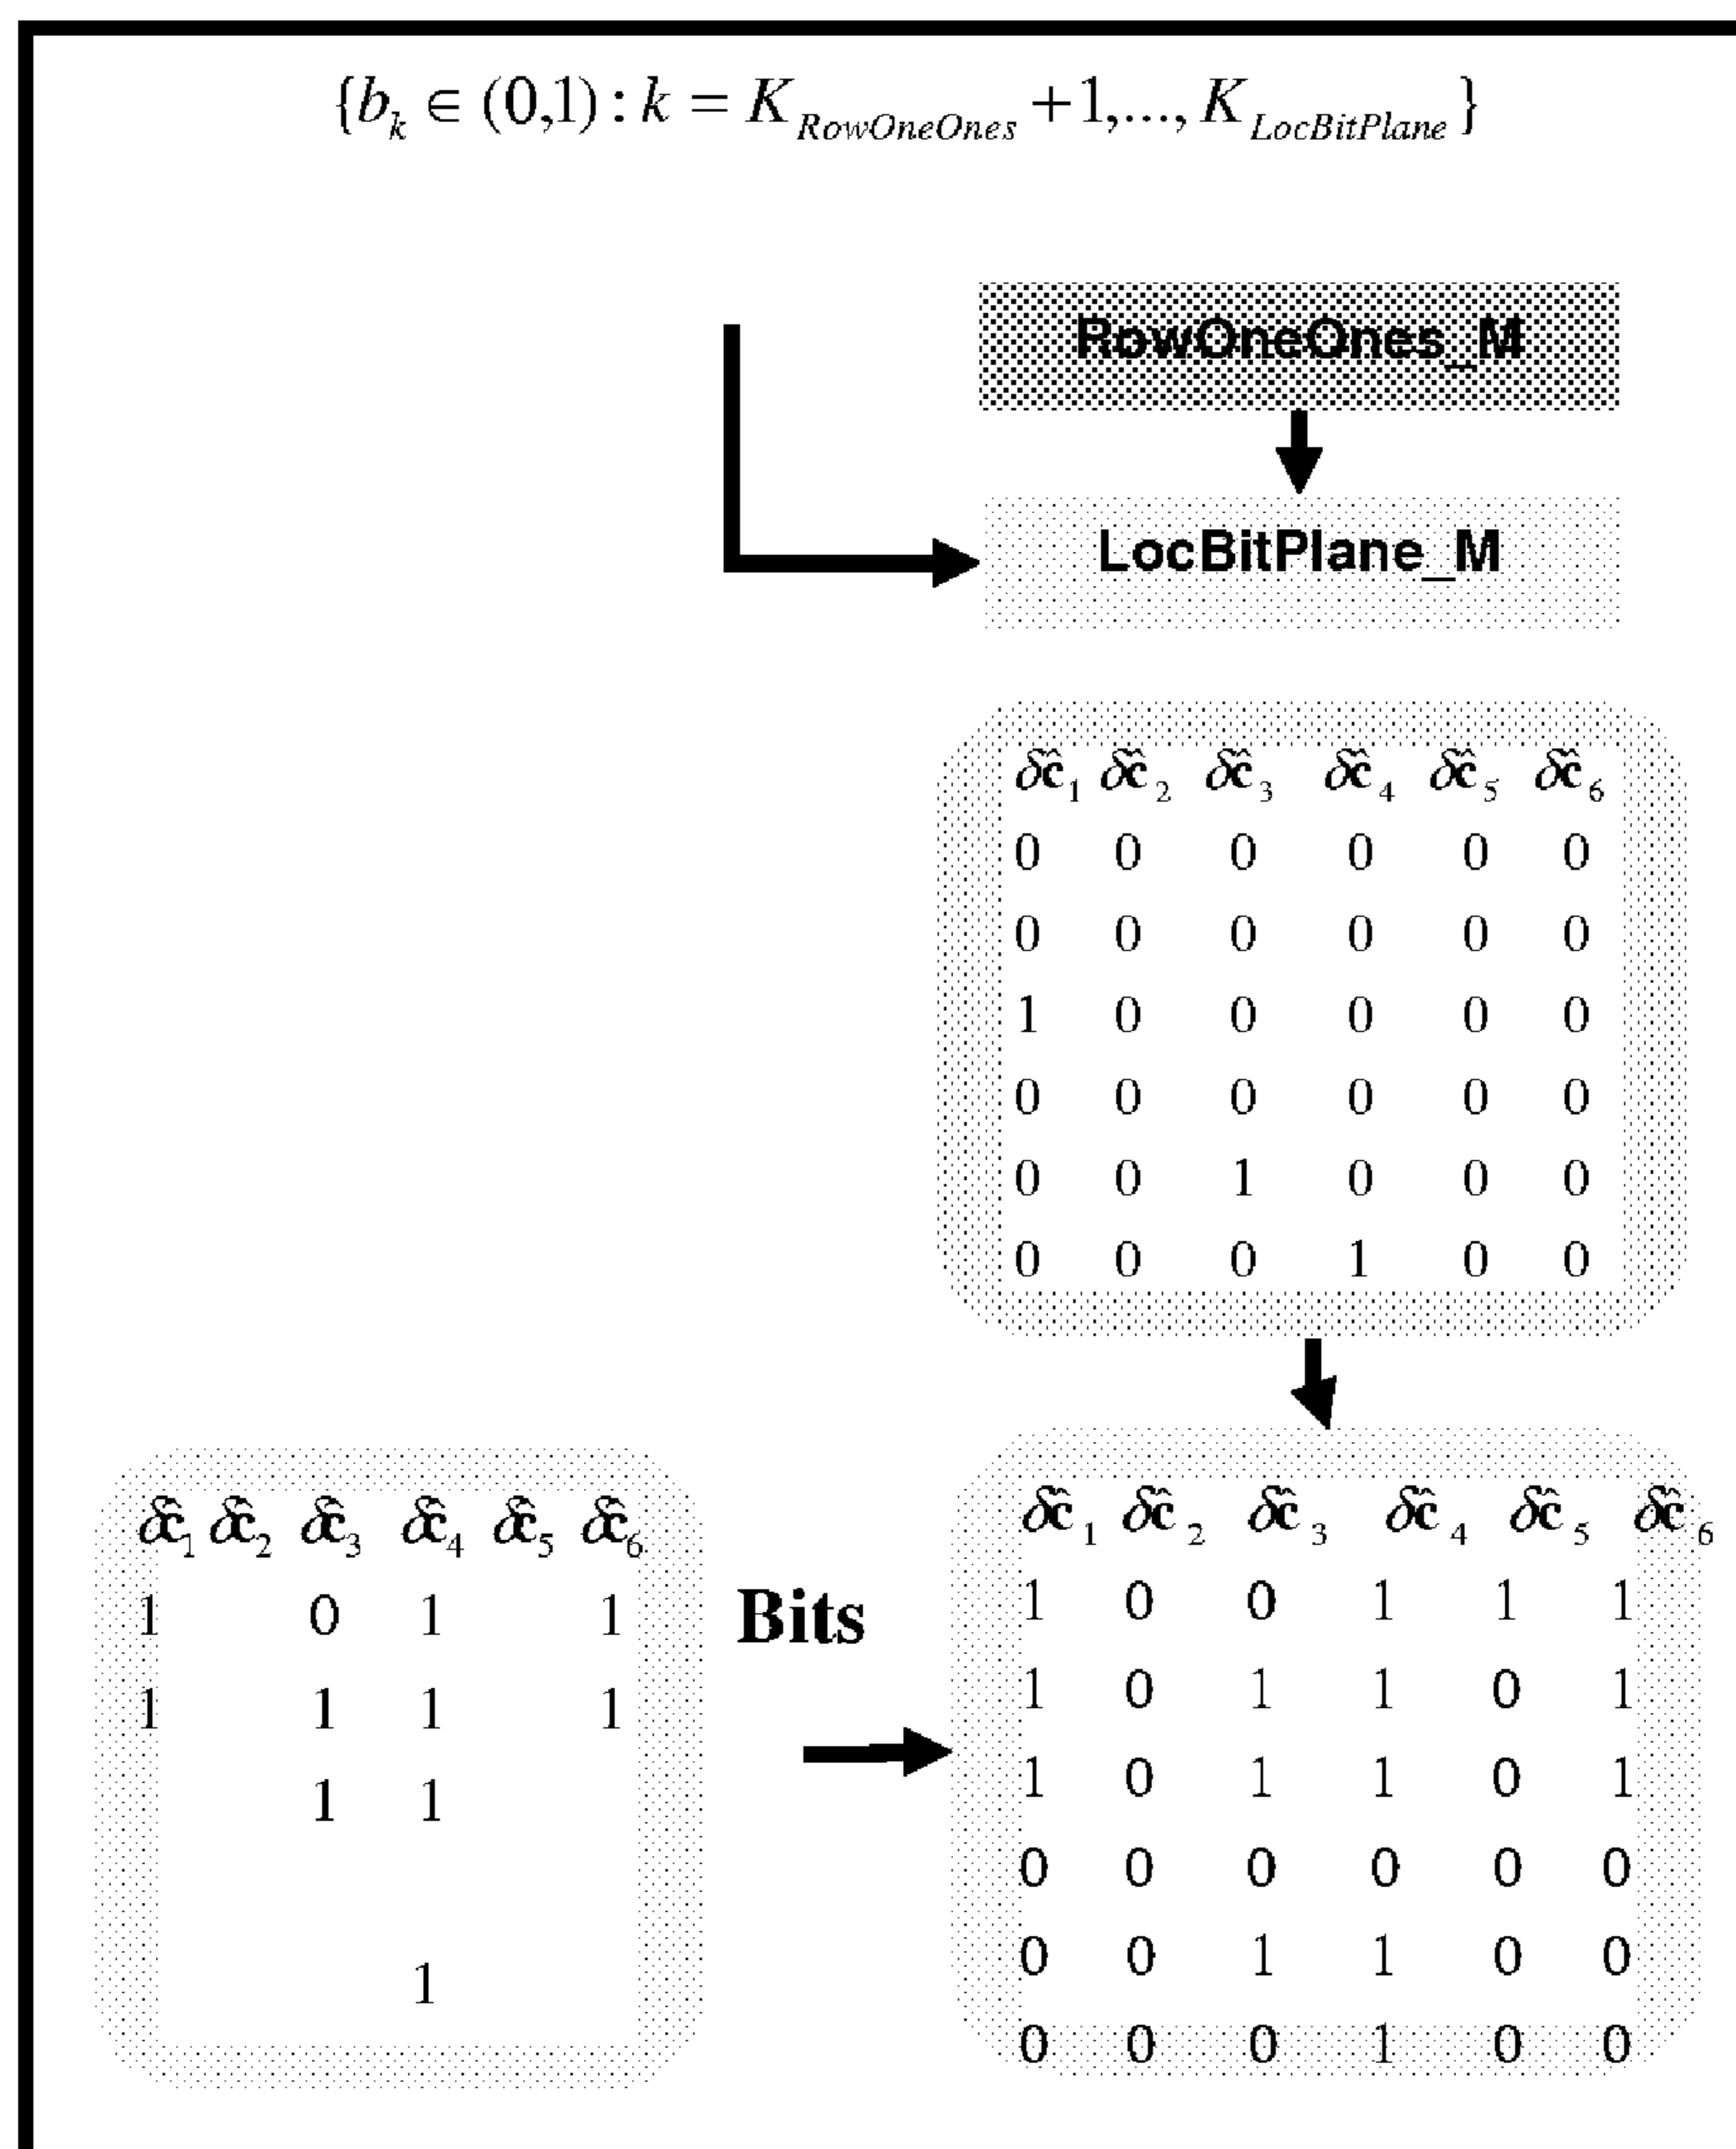 {b_k ∈ (0,1) : k = K_RowOneOnes +1,..., K_LocBitPlane}
RowOneOnes_M
LocBitPlane_M
δĉ₁ δĉ₂ δĉ₃ δĉ₄ δĉ₅ δĉ₆
0 0 0 0 0 0
0 0 0 0 0 0
1 0 0 0 0 0
0 0 0 0 0 0
0 0 1 0 0 0
0 0 0 1 0 0
δĉ₁ δĉ₂ δĉ₃ δĉ₄ δĉ₅ δĉ₆
1 0 1 1
1 1 1 1
1 1
1
Bits
δĉ₁ δĉ₂ δĉ₃ δĉ₄ δĉ₅ δĉ₆
1 0 0 1 1 1
1 0 1 1 0 1
1 0 1 1 0 1
0 0 0 0 0 0
0 0 1 1 0 0
0 0 0 1 0 0